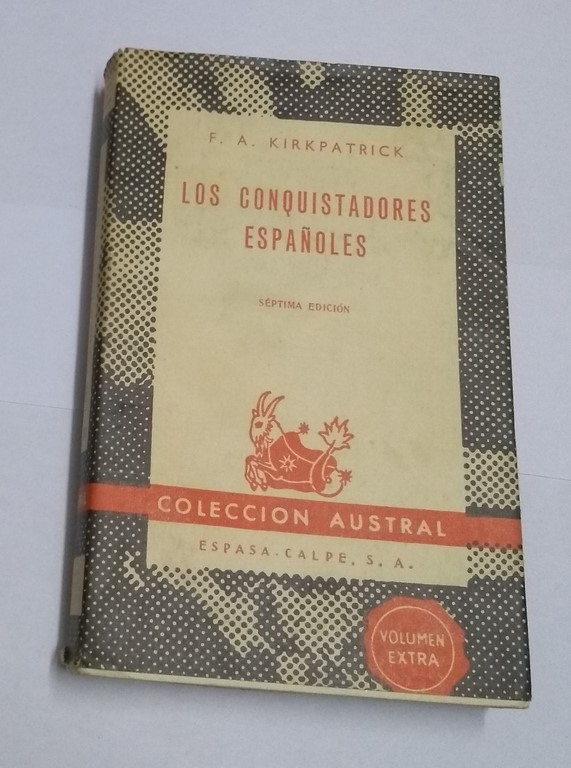 F. A. KIRKPATRICK
LOS CONQUISTADORES
ESPAÑOLES
SÉPTIMA EDICIÓN
COLECCION AUSTRAL
ESPASA-CALPE, S. A.
VOLUMEN
EXTRA